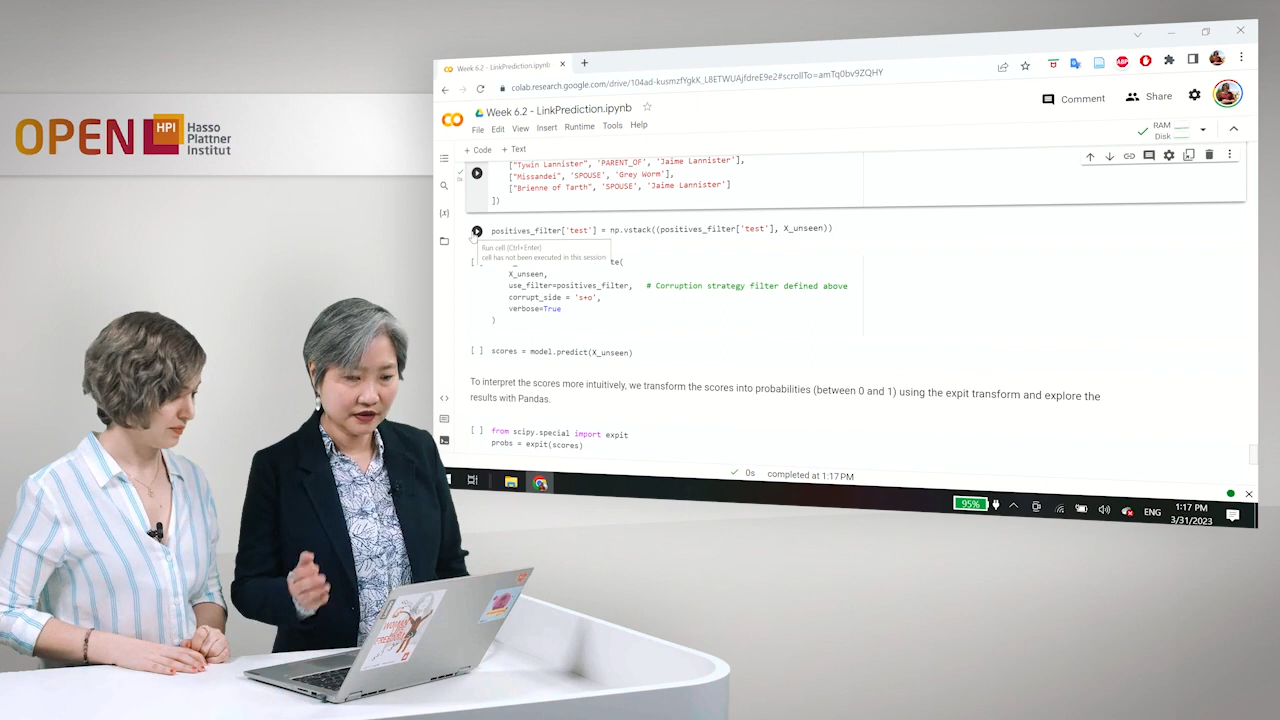 OPEN
HPI
Hasso
Plattner
Institut
Week 6.2 - LinkPrediction.ipynb
colab.research.google.com/drive/104ad-kusmzfYgkK_L8ETWUAjfdreE9e2#scrollTo=amTq0bv9ZQHY
ABP
CO
Week 6.2 - LinkPrediction.ipynb
Comment
Share
File Edit View Insert Runtime Tools Help
RAM
Disk
+ Code + Text
["Tywin Lannister", 'PARENT_OF', 'Jaime Lannister'],
0s
["Missandei", 'SPOUSE', 'Grey Worm'],
["Brienne of Tarth", 'SPOUSE', 'Jaime Lannister']
])
{x}
positives_filter['test'] = np.vstack((positives_filter['test'], X_unseen))
Run cell (Ctrl+Enter)
cell has not been executed in this session
te(
X_unseen,
use_filter=positives_filter, # Corruption strategy filter defined above
corrupt_side = 's+o',
verbose=True
)
[ ] scores = model.predict(X_unseen)
To interpret the scores more intuitively, we transform the scores into probabilities (between 0 and 1) using the expit transform and explore the
results with Pandas.
[ ] from scipy.special import expit
probs = expit(scores)
0s completed at 1:17 PM
95%
ENG
1:17 PM
3/31/2023
WOMAN
FREEDOM